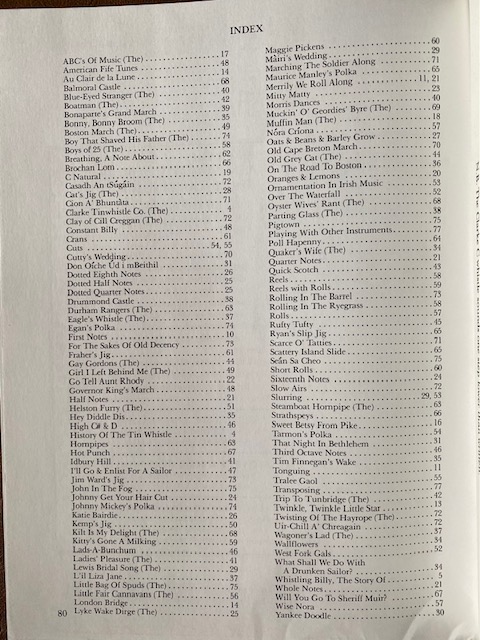 INDEX
ABC's Of Music (The) 17
American Fife Tunes 48
Au Clair de la Lune 14
Balmoral Castle 68
Blue-Eyed Stranger (The) 40
Boatman (The) 42
Bonaparte's Grand March 39
Bonny, Bonny Broom (The) 35
Boston March (The) 49
Boy That Shaved His Father (The) 74
Boys of 25 (The) 58
Breathing, A Note About 62
Brochan Lom 66
C Natural 19
Casadh An tSúgáin 72
Cat's Jig (The) 28
Cion A' Bhuntáta 71
Clarke Tinwhistle Co. (The) 4
Clay of Cill Creggan (The) 72
Constant Billy 48
Crans 61
Cuts 54, 55
Cutty's Wedding 70
Don Oíche Úd i mBeithil 31
Dotted Eighth Notes 26
Dotted Half Notes 25
Dotted Quarter Notes 25
Drummond Castle 38
Durham Rangers (The) 63
Eagle's Whistle (The) 37
Egan's Polka 74
First Notes 10
For The Sakes Of Old Decency 73
Fraher's Jig 61
Gay Gordons (The) 44
Girl I Left Behind Me (The) 49
Go Tell Aunt Rhody 22
Governor King's March 48
Half Notes 21
Helston Furry (The) 51
Hey Diddle Dis 35
High C# & D 46
History Of The Tin Whistle 4
Hornpipes 63
Hot Punch 67
Idbury Hill 41
I'll Go & Enlist For A Sailor 47
Jim Ward's Jig 73
John In The Fog 75
Johnny Get Your Hair Cut 24
Johnny Mickey's Polka 74
Katie Bairdie 26
Kemp's Jig 50
Kilt Is My Delight (The) 68
Kitty's Gone A Milking 59
Lads-A-Bunchum 46
Ladies' Pleasure (The) 41
Lewis Bridal Song (The) 29
L'il Liza Jane 37
Little Bag Of Spuds (The) 75
Little Fair Cannavans (The) 56
London Bridge 14
Lyke Wake Dirge (The) 25
80
Maggie Pickens 60
Mairi's Wedding 29
Marching The Soldier Along 71
Maurice Manley's Polka 65
Merrily We Roll Along 11, 21
Mitty Matty 23
Morris Dances 40
Muckin' O' Geordies' Byre (The) 69
Muffin Man (The) 18
Nóra Críona 57
Oats & Beans & Barley Grow 27
Old Cape Breton March 70
Old Grey Cat (The) 44
On The Road To Boston 36
Oranges & Lemons 20
Ornamentation In Irish Music 53
Over The Waterfall 52
Oyster Wives' Rant (The) 68
Parting Glass (The) 38
Pigtown 75
Playing With Other Instruments 77
Poll Hapenny 64
Quaker's Wife (The) 34
Quarter Notes 21
Quick Scotch 43
Reels 58
Reels with Rolls 59
Rolling In The Barrel 73
Rolling In The Ryegrass 58
Rolls 57
Rufty Tufty 45
Ryan's Slip Jig 65
Scarce O' Tatties 71
Scattery Island Slide 65
Seán Sa Cheo 75
Short Rolls 60
Sixteenth Notes 24
Slow Airs 72
Slurring 29, 53
Steamboat Hornpipe (The) 63
Strathspeys 66
Sweet Betsy From Pike 16
Tarmon's Polka 54
That Night In Bethlehem 31
Third Octave Notes 46
Tim Finnegan's Wake 35
Tonguing 11
Tralee Gaol 55
Transposing 77
Trip To Tunbridge (The) 42
Twinkle, Twinkle Little Star 13
Twisting Of The Hayrope (The) 72
Uir-Chill A' Chreagain 72
Wagoner's Lad (The) 37
Wallflowers 34
West Fork Gals 52
What Shall We Do With
A Drunken Sailor? 34
Whistling Billy, The Story Of 5
Whole Notes 21
Will You Go To Sheriff Muir? 67
Wise Nora 57
Yankee Doodle 30